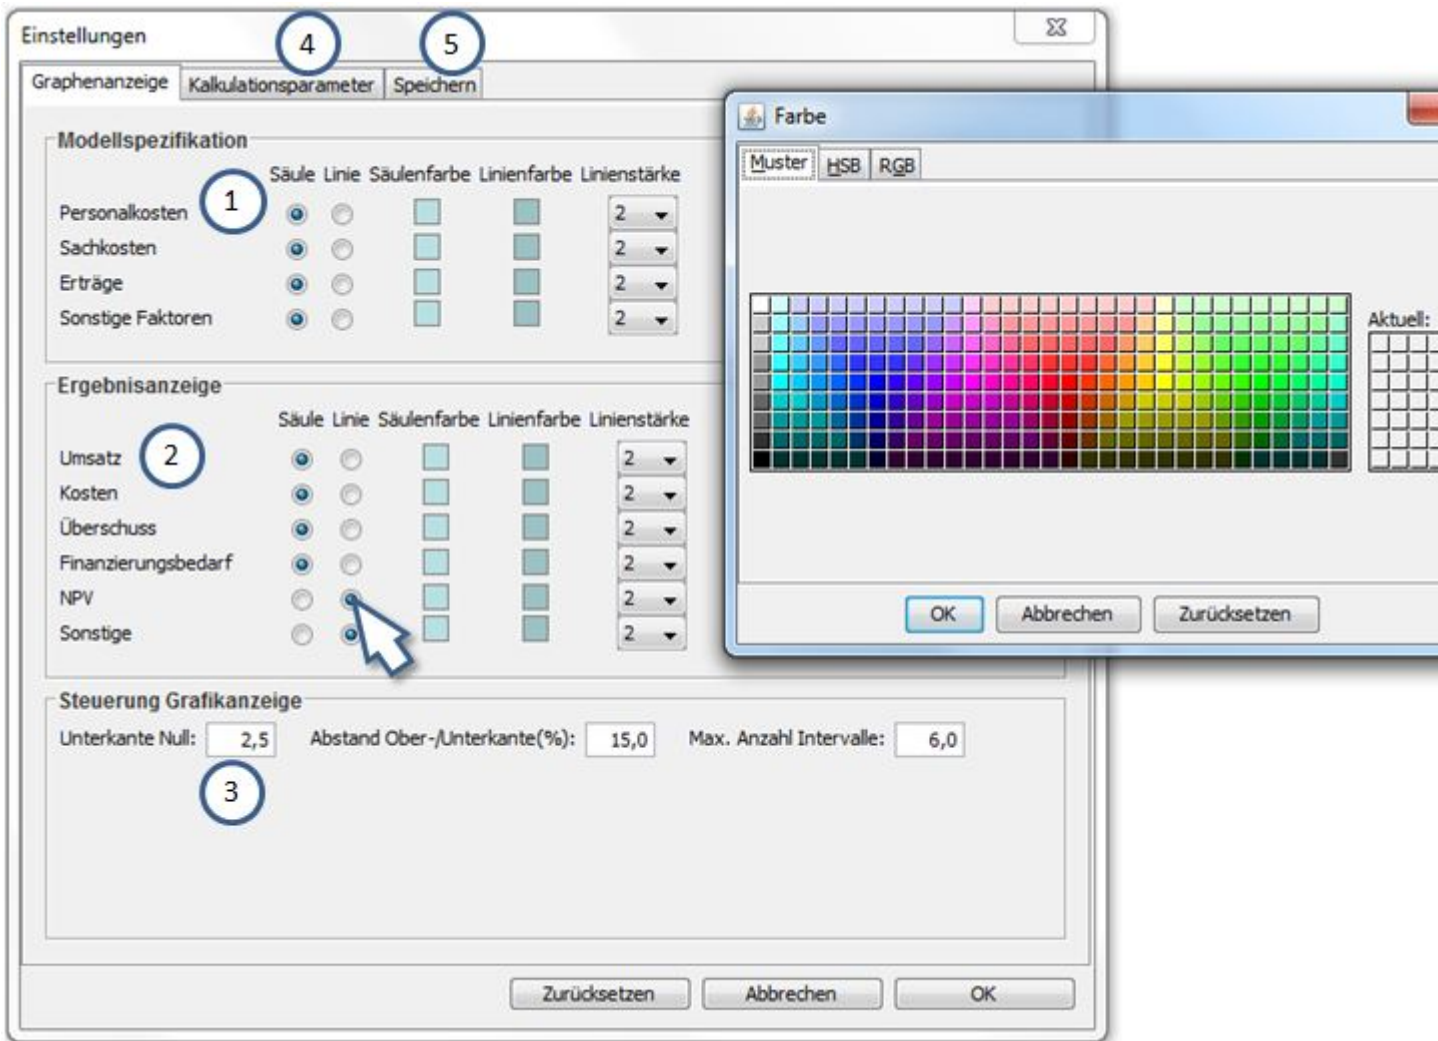 Einstellungen
4
5
Graphenanzeige Kalkulationsparameter Speichern
Modellspezifikation
Säule Linie Säulenfarbe Linienfarbe Linienstärke
1
Personalkosten 2
Sachkosten 2
Erträge 2
Sonstige Faktoren 2
Ergebnisanzeige
Säule Linie Säulenfarbe Linienfarbe Linienstärke
2
Umsatz 2
Kosten 2
Überschuss 2
Finanzierungsbedarf 2
NPV 2
Sonstige 2
Steuerung Grafikanzeige
Unterkante Null: 2,5 Abstand Ober-/Unterkante(%): 15,0 Max. Anzahl Intervalle: 6,0
3
Zurücksetzen Abbrechen OK
Farbe
Muster HSB RGB
Aktuell:
OK Abbrechen Zurücksetzen